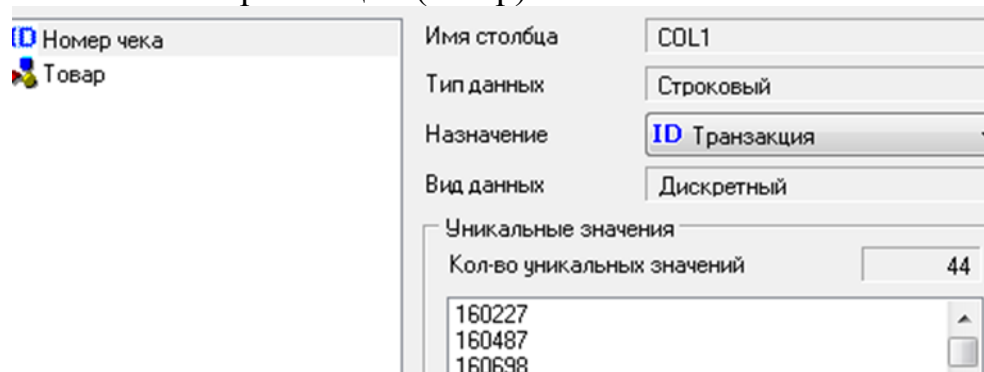 Номер чека
Товар
Имя столбца COL1
Тип данных Строковый
Назначение ID Транзакция
Вид данных Дискретный
Уникальные значения
Кол-во уникальных значений 44
160227
160487
160698